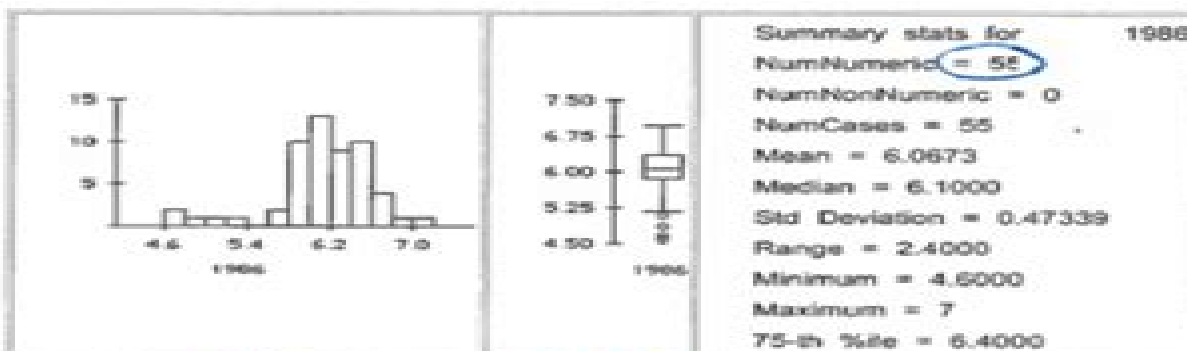 15
10
5
4.6 5.4 6.2 7.0
1986
7.50
6.75
6.00
5.25
4.50
1986
Summary stats for 1986
NumNumeric = 55
NumNonNumeric = 0
NumCases = 55
Mean = 6.0673
Median = 6.1000
Std Deviation = 0.47339
Range = 2.4000
Minimum = 4.6000
Maximum = 7
75-th %ile = 6.4000